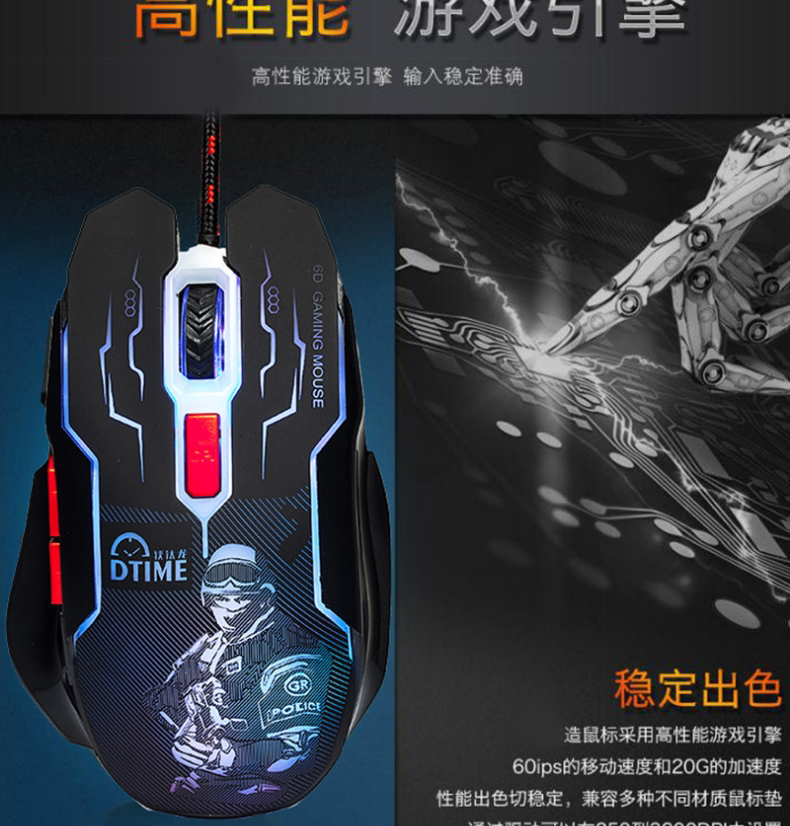 高性能 游戏引擎
高性能游戏引擎 输入稳定准确
6D GAMING MOUSE
DTIME
GR
POLICE
稳定出色
造鼠标采用高性能游戏引擎
60ips的移动速度和20G的加速度
性能出色切稳定，兼容多种不同材质鼠标垫